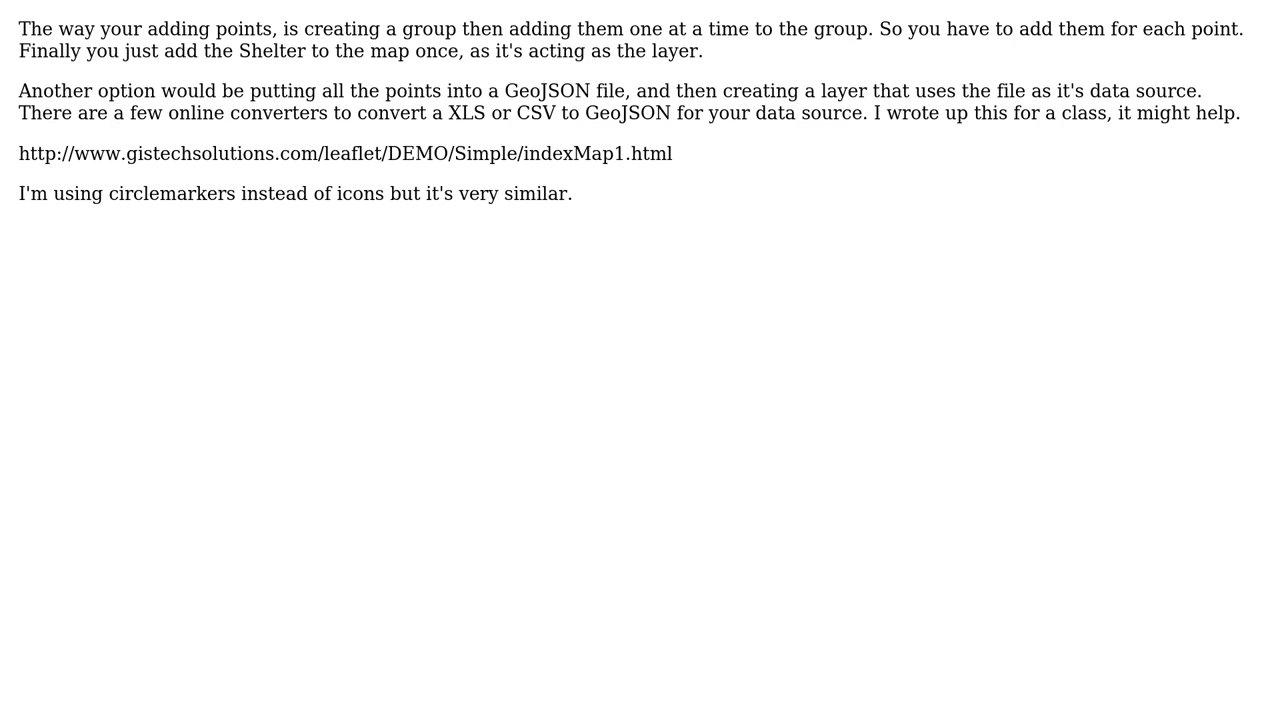 The way your adding points, is creating a group then adding them one at a time to the group. So you have to add them for each point.
Finally you just add the Shelter to the map once, as it's acting as the layer.
Another option would be putting all the points into a GeoJSON file, and then creating a layer that uses the file as it's data source.
There are a few online converters to convert a XLS or CSV to GeoJSON for your data source. I wrote up this for a class, it might help.
http://www.gistechsolutions.com/leaflet/DEMO/Simple/indexMap1.html
I'm using circlemarkers instead of icons but it's very similar.